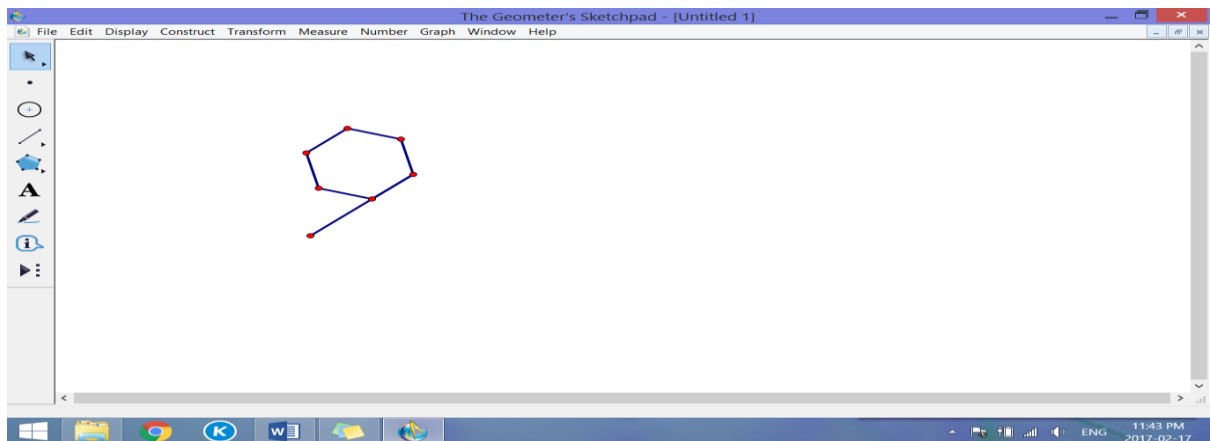 The Geometer's Sketchpad - [Untitled 1]
File Edit Display Construct Transform Measure Number Graph Window Help
A
i
K
W
ENG
11:43 PM
2017-02-17